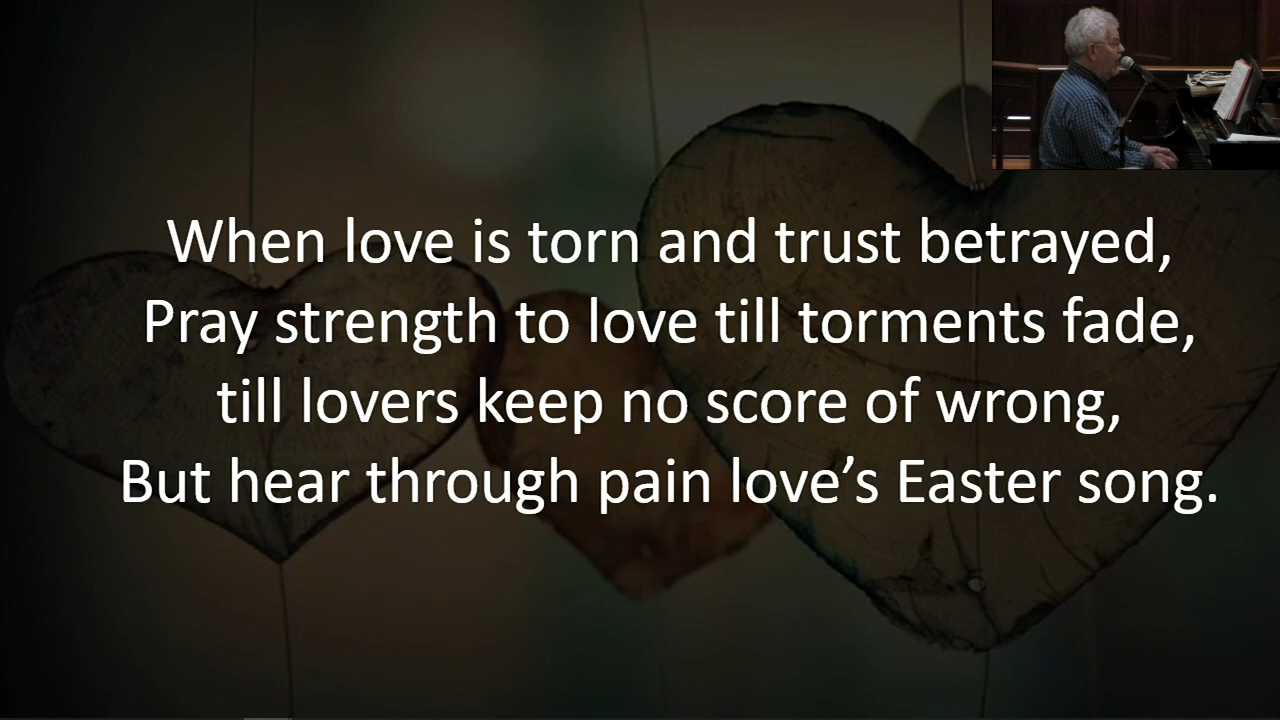 When love is torn and trust betrayed,
Pray strength to love till torments fade,
till lovers keep no score of wrong,
But hear through pain love’s Easter song.